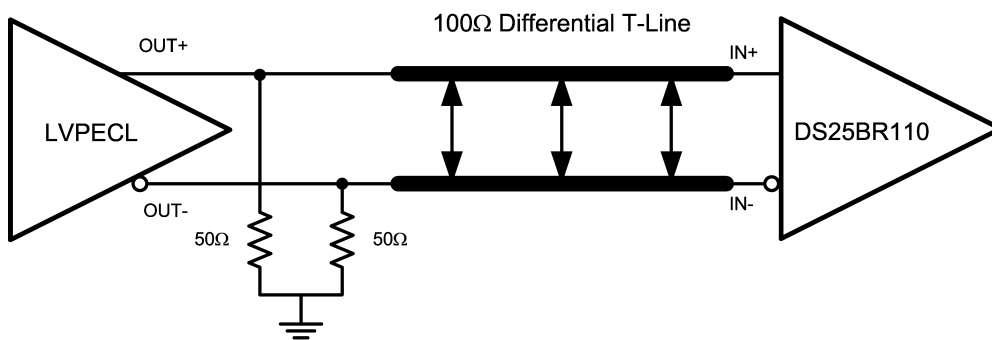 100Ω Differential T-Line
OUT+
IN+
LVPECL
DS25BR110
OUT-
IN-
50Ω
50Ω